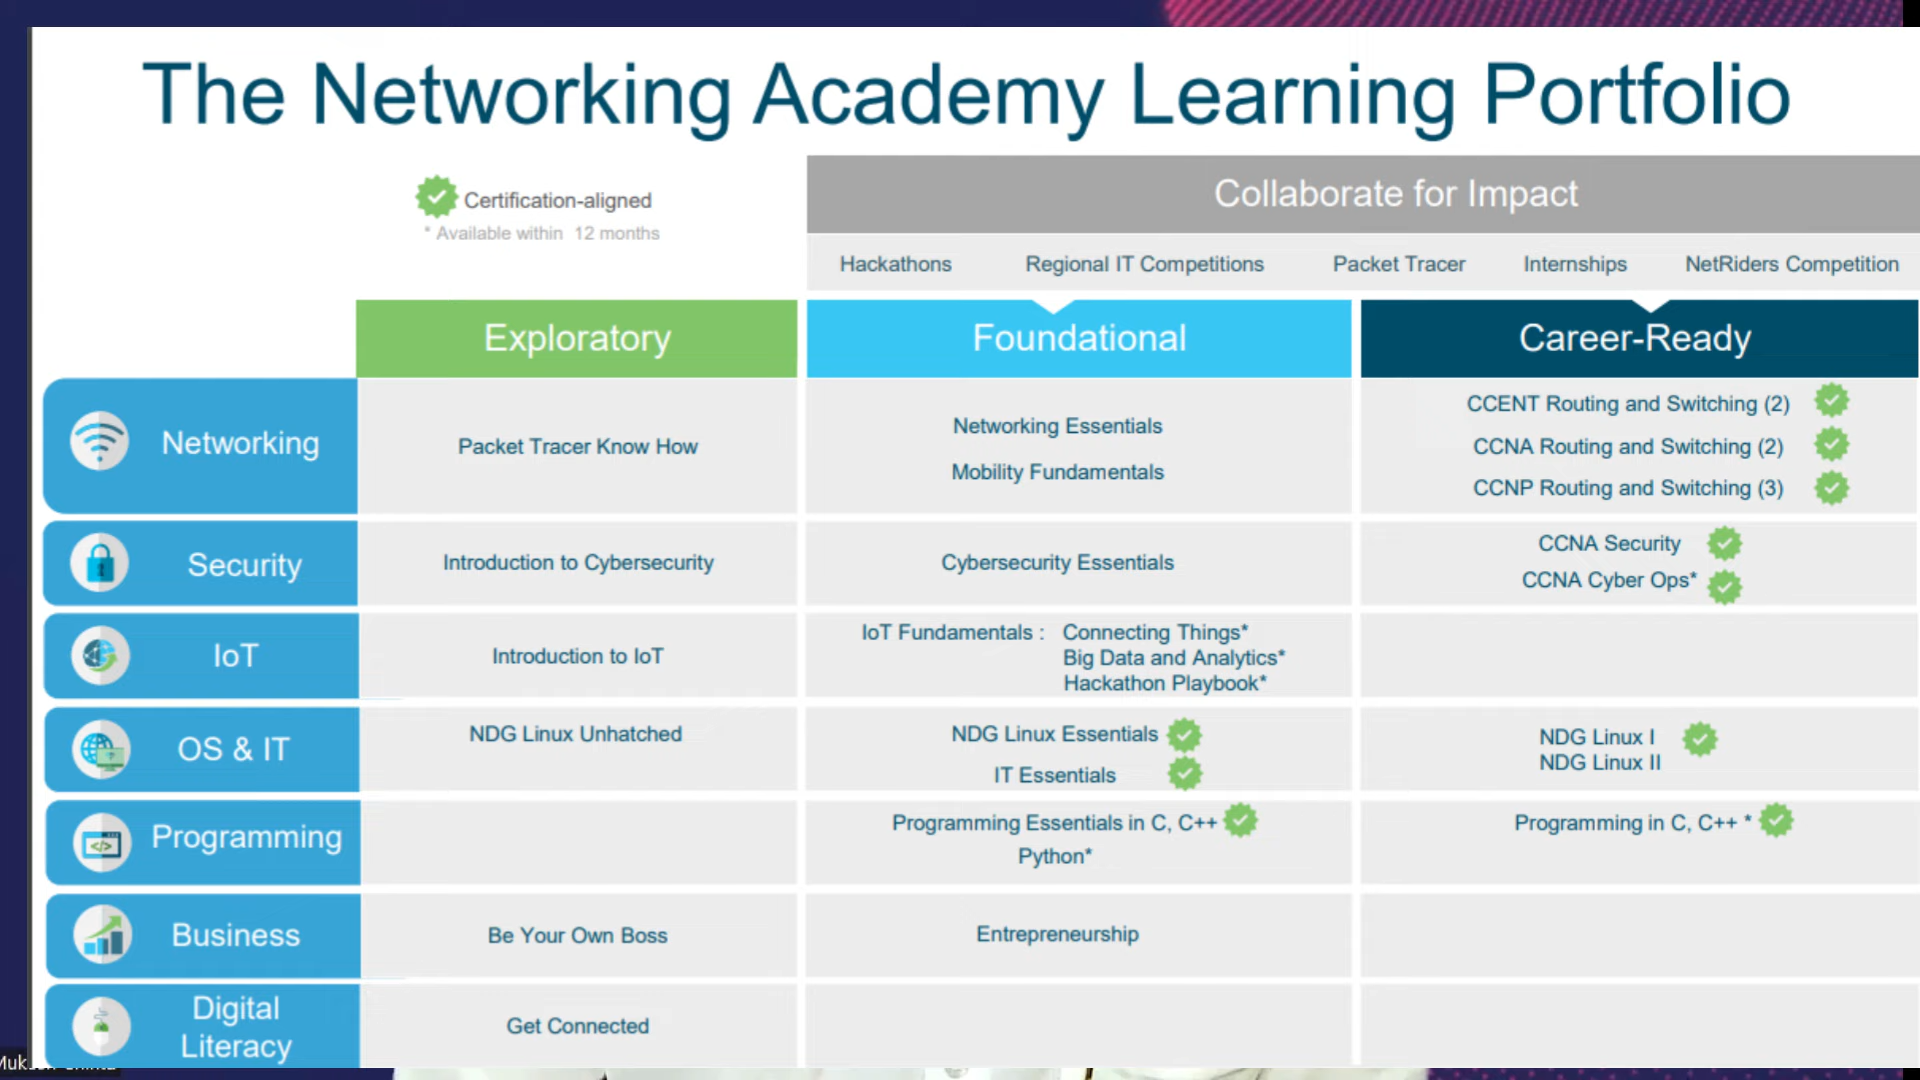 The Networking Academy Learning Portfolio
Certification-aligned
* Available within 12 months
Collaborate for Impact
Hackathons Regional IT Competitions Packet Tracer Internships NetRiders Competition
Exploratory Foundational Career-Ready
Networking
Packet Tracer Know How
Networking Essentials
Mobility Fundamentals
CCENT Routing and Switching (2)
CCNA Routing and Switching (2)
CCNP Routing and Switching (3)
Security
Introduction to Cybersecurity
Cybersecurity Essentials
CCNA Security
CCNA Cyber Ops*
IoT
Introduction to IoT
IoT Fundamentals : Connecting Things*
Big Data and Analytics*
Hackathon Playbook*
OS & IT
NDG Linux Unhatched
NDG Linux Essentials
IT Essentials
NDG Linux I
NDG Linux II
Programming
Programming Essentials in C, C++
Python*
Programming in C, C++ *
Business
Be Your Own Boss
Entrepreneurship
Digital
Literacy
Get Connected